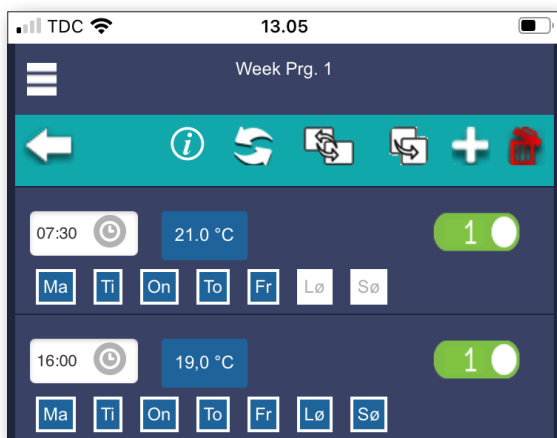 TDC 13.05
Week Prg. 1
i
07:30 21.0 °C 1
Ma Ti On To Fr Lø Sø
16:00 19,0 °C 1
Ma Ti On To Fr Lø Sø